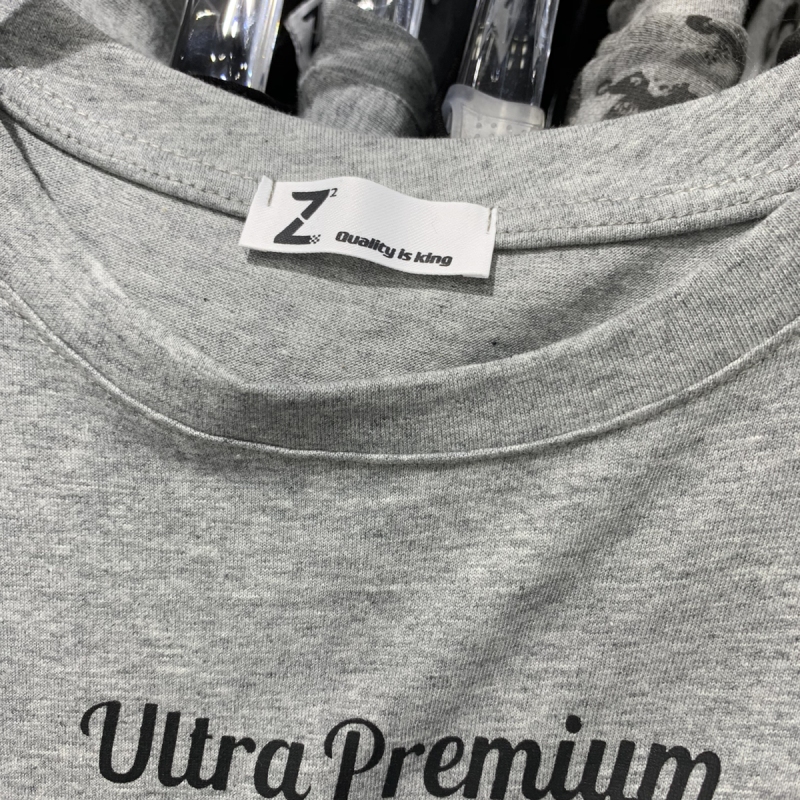 Z²
Quality is king
Ultra Premium